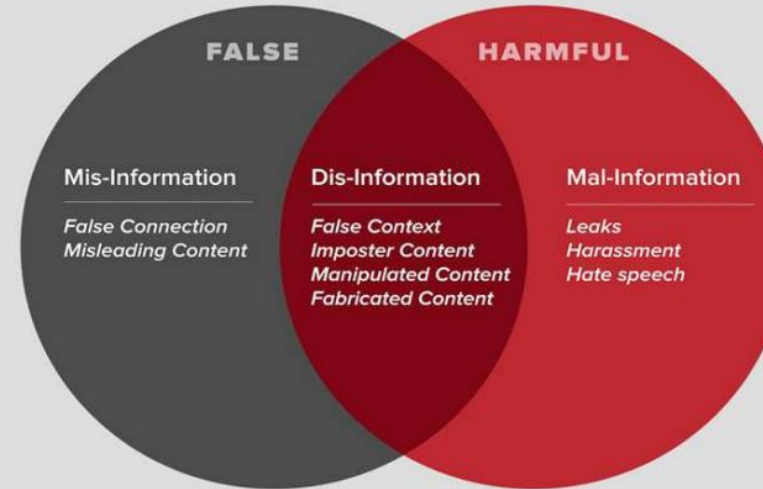 FALSE
HARMFUL
Mis-Information
False Connection
Misleading Content
Dis-Information
False Context
Imposter Content
Manipulated Content
Fabricated Content
Mal-Information
Leaks
Harassment
Hate speech